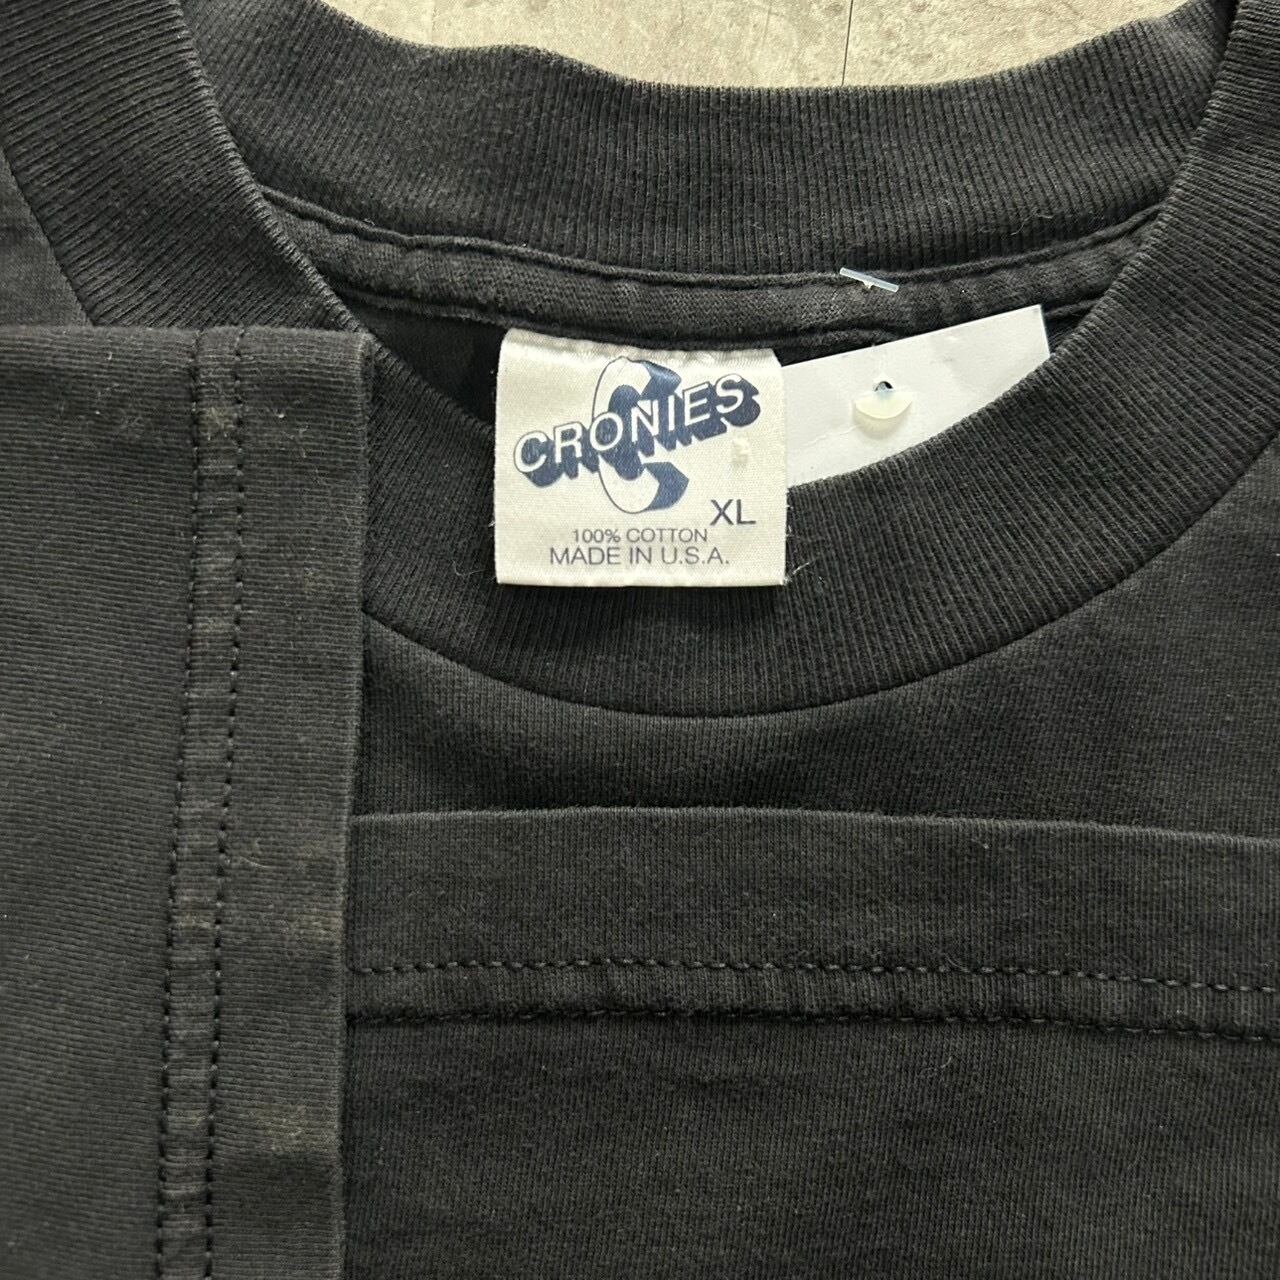 CRONIES
XL
100% COTTON
MADE IN U.S.A.